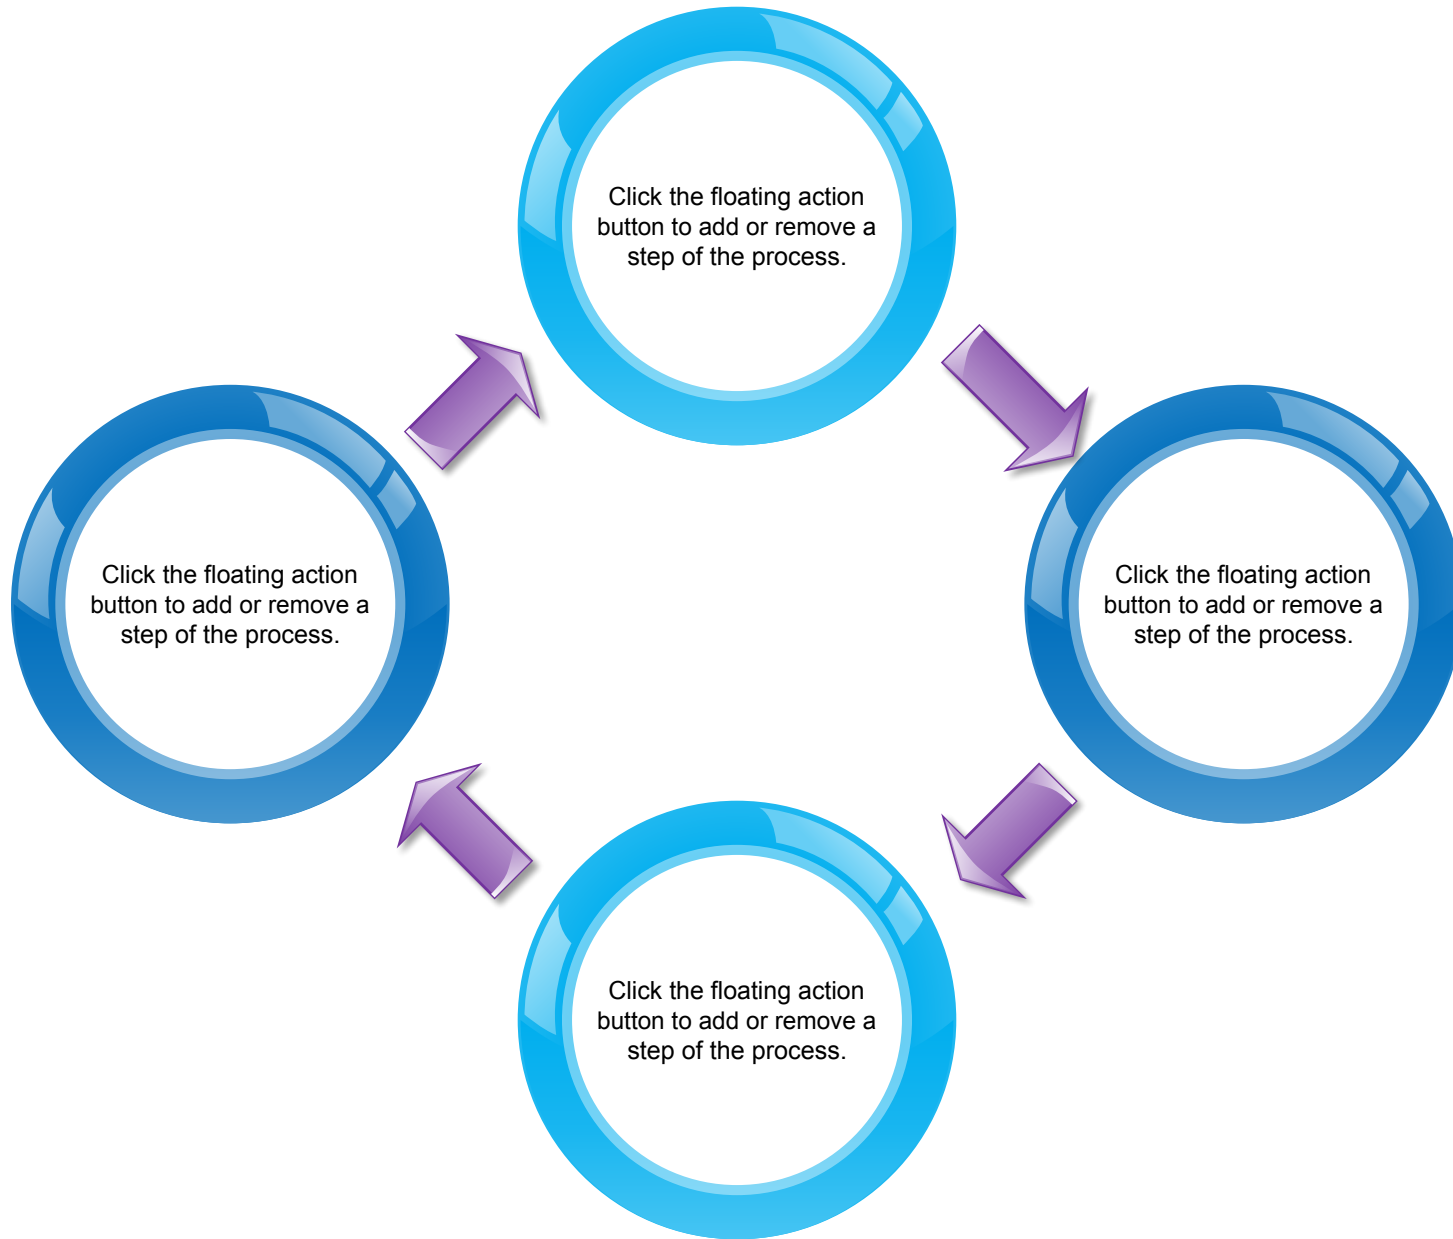 Click the floating action
button to add or remove a
step of the process.
Click the floating action
button to add or remove a
step of the process.
Click the floating action
button to add or remove a
step of the process.
Click the floating action
button to add or remove a
step of the process.